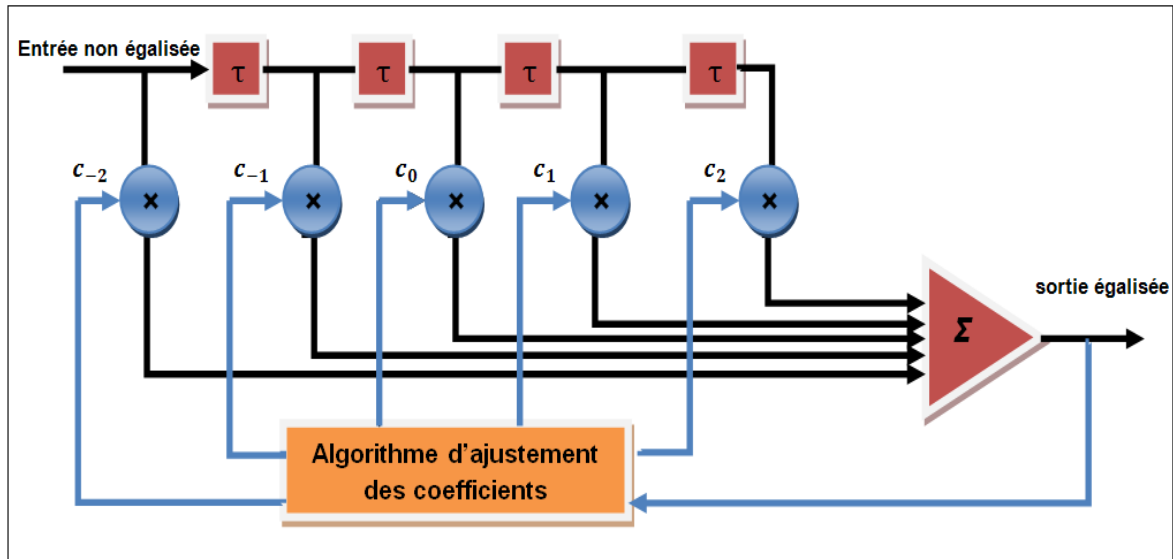 Entrée non égalisée
τ
τ
τ
τ
c₋₂
c₋₁
c₀
c₁
c₂
×
×
×
×
×
sortie égalisée
Σ
Algorithme d'ajustement
des coefficients